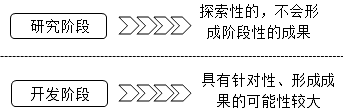 研究阶段
探索性的，不会形
成阶段性的成果
开发阶段
具有针对性、形成成
果的可能性较大